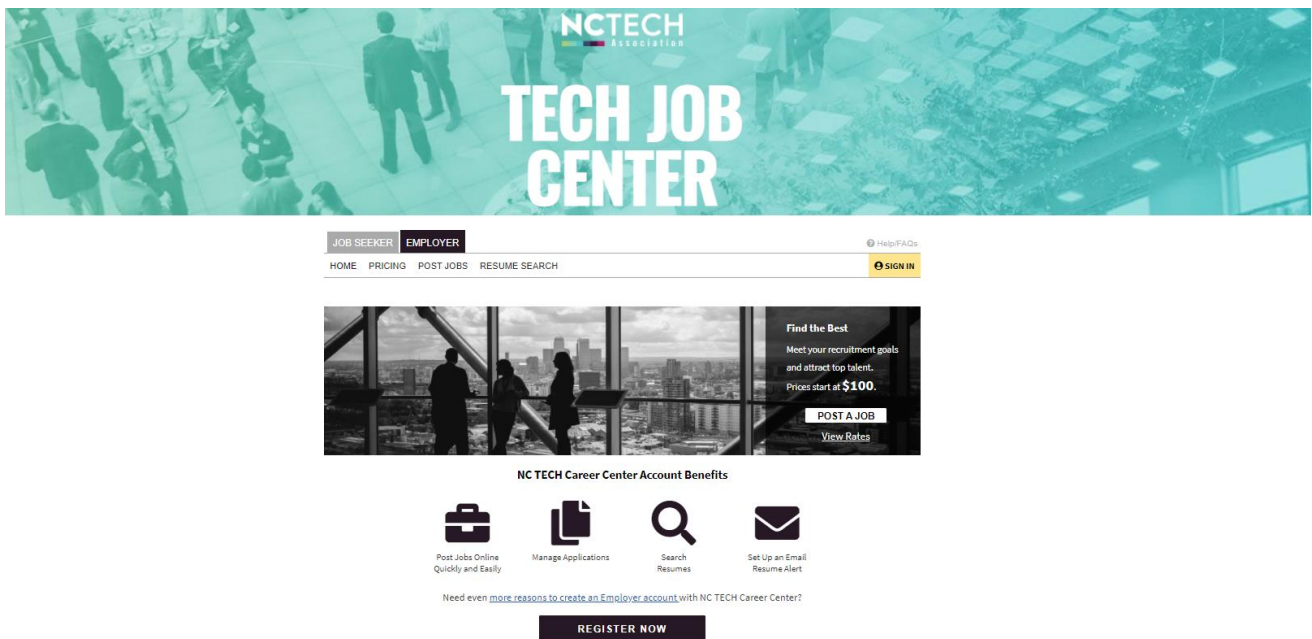 NCTECH
Association
TECH JOB
CENTER
JOB SEEKER EMPLOYER Help/FAQs
HOME PRICING POST JOBS RESUME SEARCH SIGN IN
Find the Best
Meet your recruitment goals
and attract top talent.
Prices start at $100.
POST A JOB
View Rates
NC TECH Career Center Account Benefits
Post Jobs Online
Quickly and Easily
Manage Applications
Search
Resumes
Set Up an Email
Resume Alert
Need even more reasons to create an Employer account with NC TECH Career Center?
REGISTER NOW